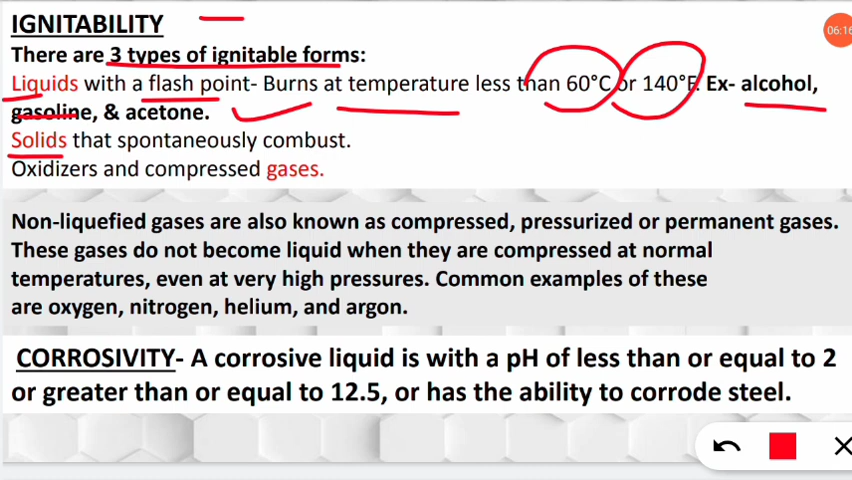 IGNITABILITY
There are 3 types of ignitable forms:
06:16
Liquids with a flash point- Burns at temperature less than 60°C or 140°F. Ex- alcohol,
gasoline, & acetone.
Solids that spontaneously combust.
Oxidizers and compressed gases.
Non-liquefied gases are also known as compressed, pressurized or permanent gases.
These gases do not become liquid when they are compressed at normal
temperatures, even at very high pressures. Common examples of these
are oxygen, nitrogen, helium, and argon.
CORROSIVITY- A corrosive liquid is with a pH of less than or equal to 2
or greater than or equal to 12.5, or has the ability to corrode steel.